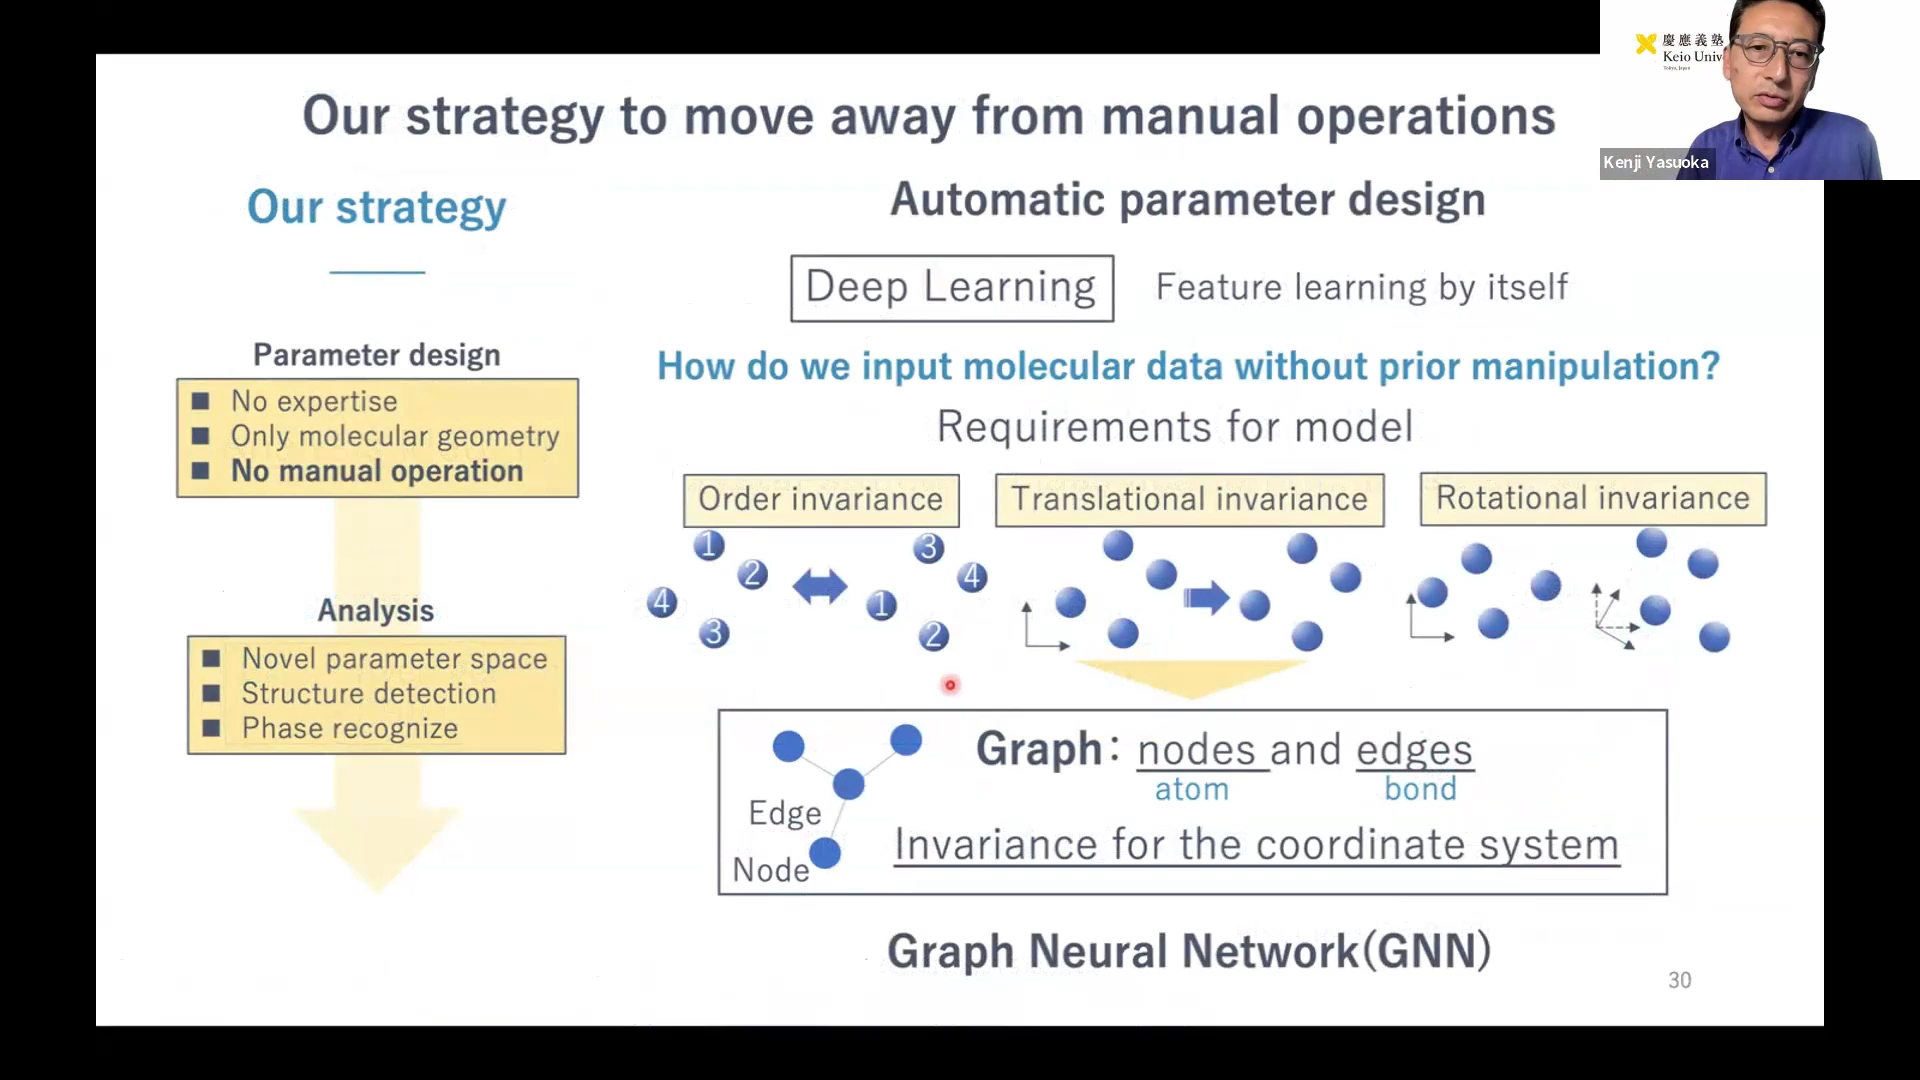 Our strategy to move away from manual operations
慶應義塾
Keio Univ
Tokyo, Japan
Kenji Yasuoka
Our strategy
Parameter design
No expertise
Only molecular geometry
No manual operation
Analysis
Novel parameter space
Structure detection
Phase recognize
Automatic parameter design
Deep Learning
Feature learning by itself
How do we input molecular data without prior manipulation?
Requirements for model
Order invariance
1
2
4
3
3
4
1
2
Translational invariance
Rotational invariance
Edge
Node
Graph: nodes and edges
atom bond
Invariance for the coordinate system
Graph Neural Network(GNN)
30